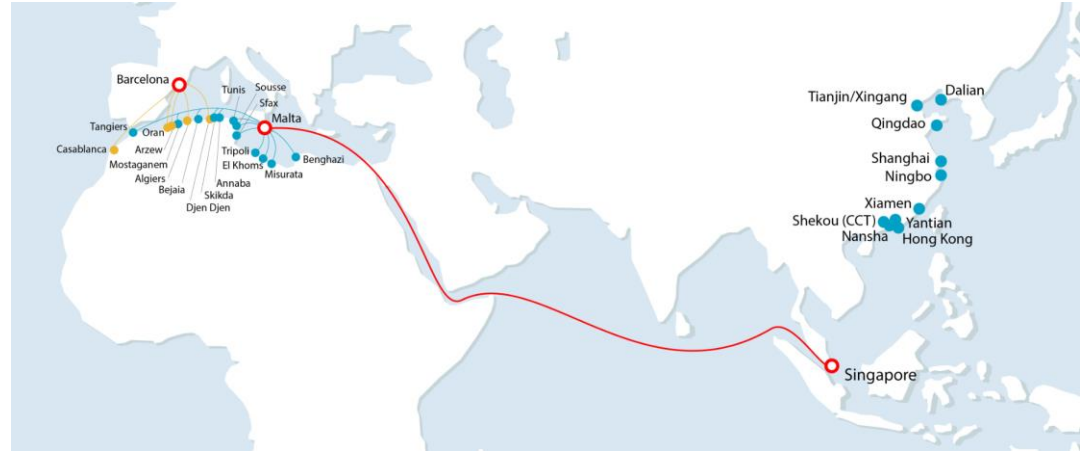 Barcelona
Tunis
Sousse
Sfax
Malta
Tangiers
Oran
Casablanca
Arzew
Mostaganem
Algiers
Bejaia
Djen Djen
Skikda
Annaba
Tripoli
El Khoms
Misurata
Benghazi
Tianjin/Xingang
Dalian
Qingdao
Shanghai
Ningbo
Xiamen
Shekou (CCT)
Yantian
Nansha
Hong Kong
Singapore